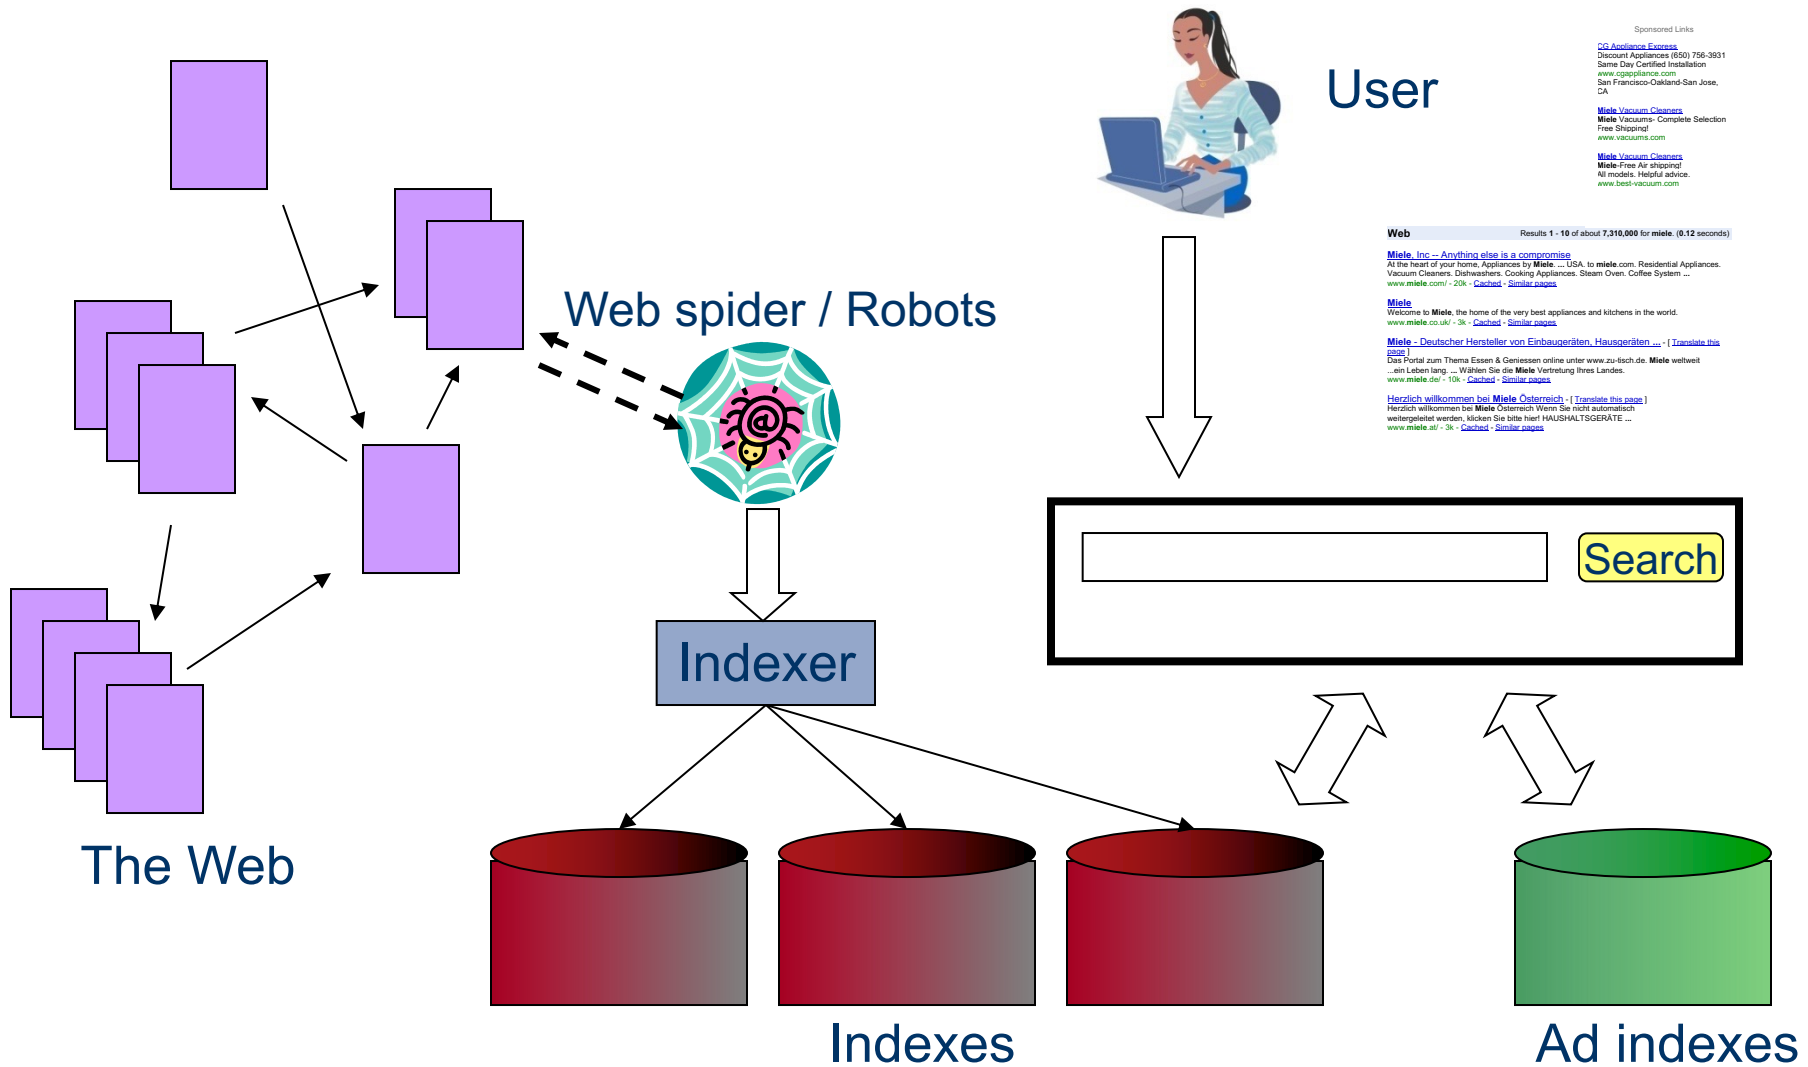 User
Sponsored Links
CG Appliance Express
Discount Appliances (650) 756-3931
Same Day Certified Installation
www.cgappliance.com
San Francisco-Oakland-San Jose,
CA
Miele Vacuum Cleaners
Miele Vacuums- Complete Selection
Free Shipping!
www.vacuums.com
Miele Vacuum Cleaners
Miele-Free Air shipping!
All models. Helpful advice.
www.best-vacuum.com
Web Results 1 - 10 of about 7,310,000 for miele. (0.12 seconds)
Miele, Inc -- Anything else is a compromise
At the heart of your home, Appliances by Miele. ... USA. to miele.com. Residential Appliances.
Vacuum Cleaners. Dishwashers. Cooking Appliances. Steam Oven. Coffee System ...
www.miele.com/ - 20k - Cached - Similar pages
Miele
Welcome to Miele, the home of the very best appliances and kitchens in the world.
www.miele.co.uk/ - 3k - Cached - Similar pages
Miele - Deutscher Hersteller von Einbaugeräten, Hausgeräten ... - [ Translate this
page ]
Das Portal zum Thema Essen & Geniessen online unter www.zu-tisch.de. Miele weltweit
...ein Leben lang. ... Wählen Sie die Miele Vertretung Ihres Landes.
www.miele.de/ - 10k - Cached - Similar pages
Herzlich willkommen bei Miele Österreich - [ Translate this page ]
Herzlich willkommen bei Miele Österreich Wenn Sie nicht automatisch
weitergeleitet werden, klicken Sie bitte hier! HAUSHALTSGERÄTE ...
www.miele.at/ - 3k - Cached - Similar pages
Web spider / Robots
@
Search
Indexer
The Web
Indexes
Ad indexes